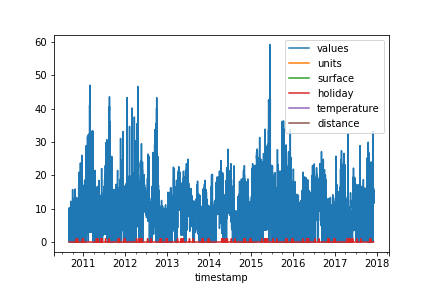 60
50
40
30
20
10
0
values
units
surface
holiday
temperature
distance
2011 2012 2013 2014 2015 2016 2017 2018
timestamp